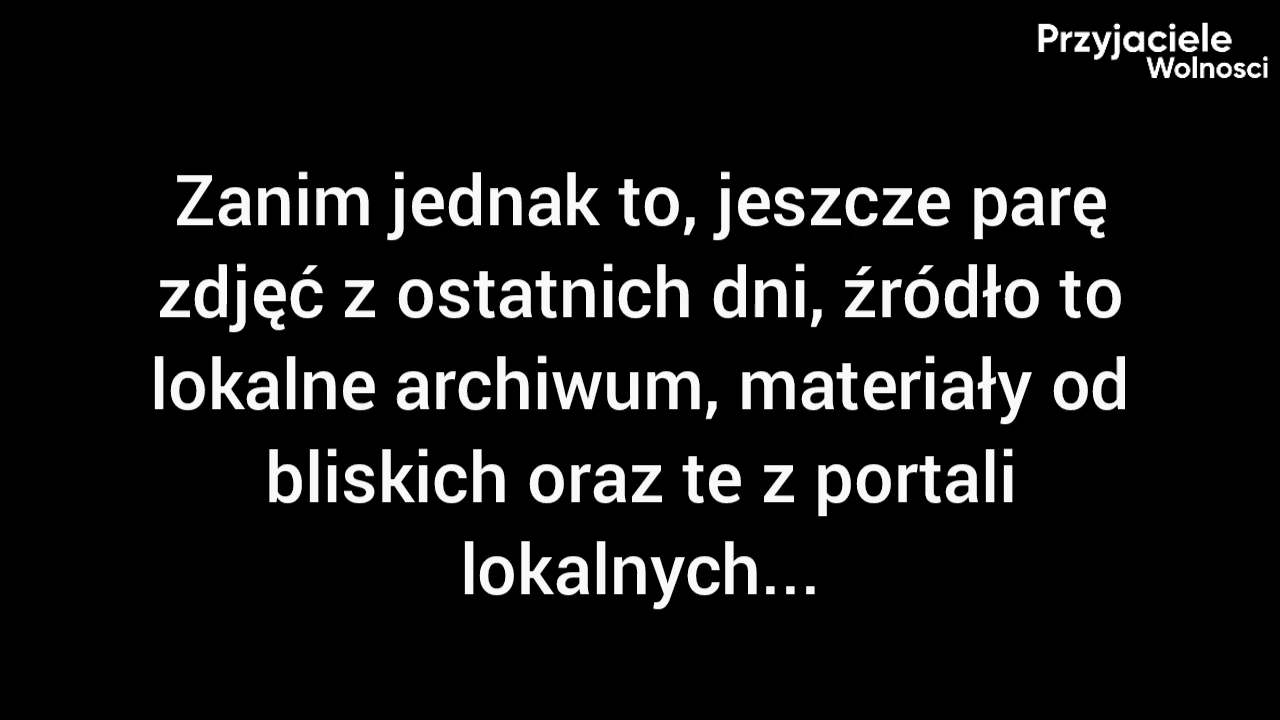 Przyjaciele
Wolnosci
Zanim jednak to, jeszcze parę
zdjęć z ostatnich dni, źródło to
lokalne archiwum, materiały od
bliskich oraz te z portali
lokalnych...